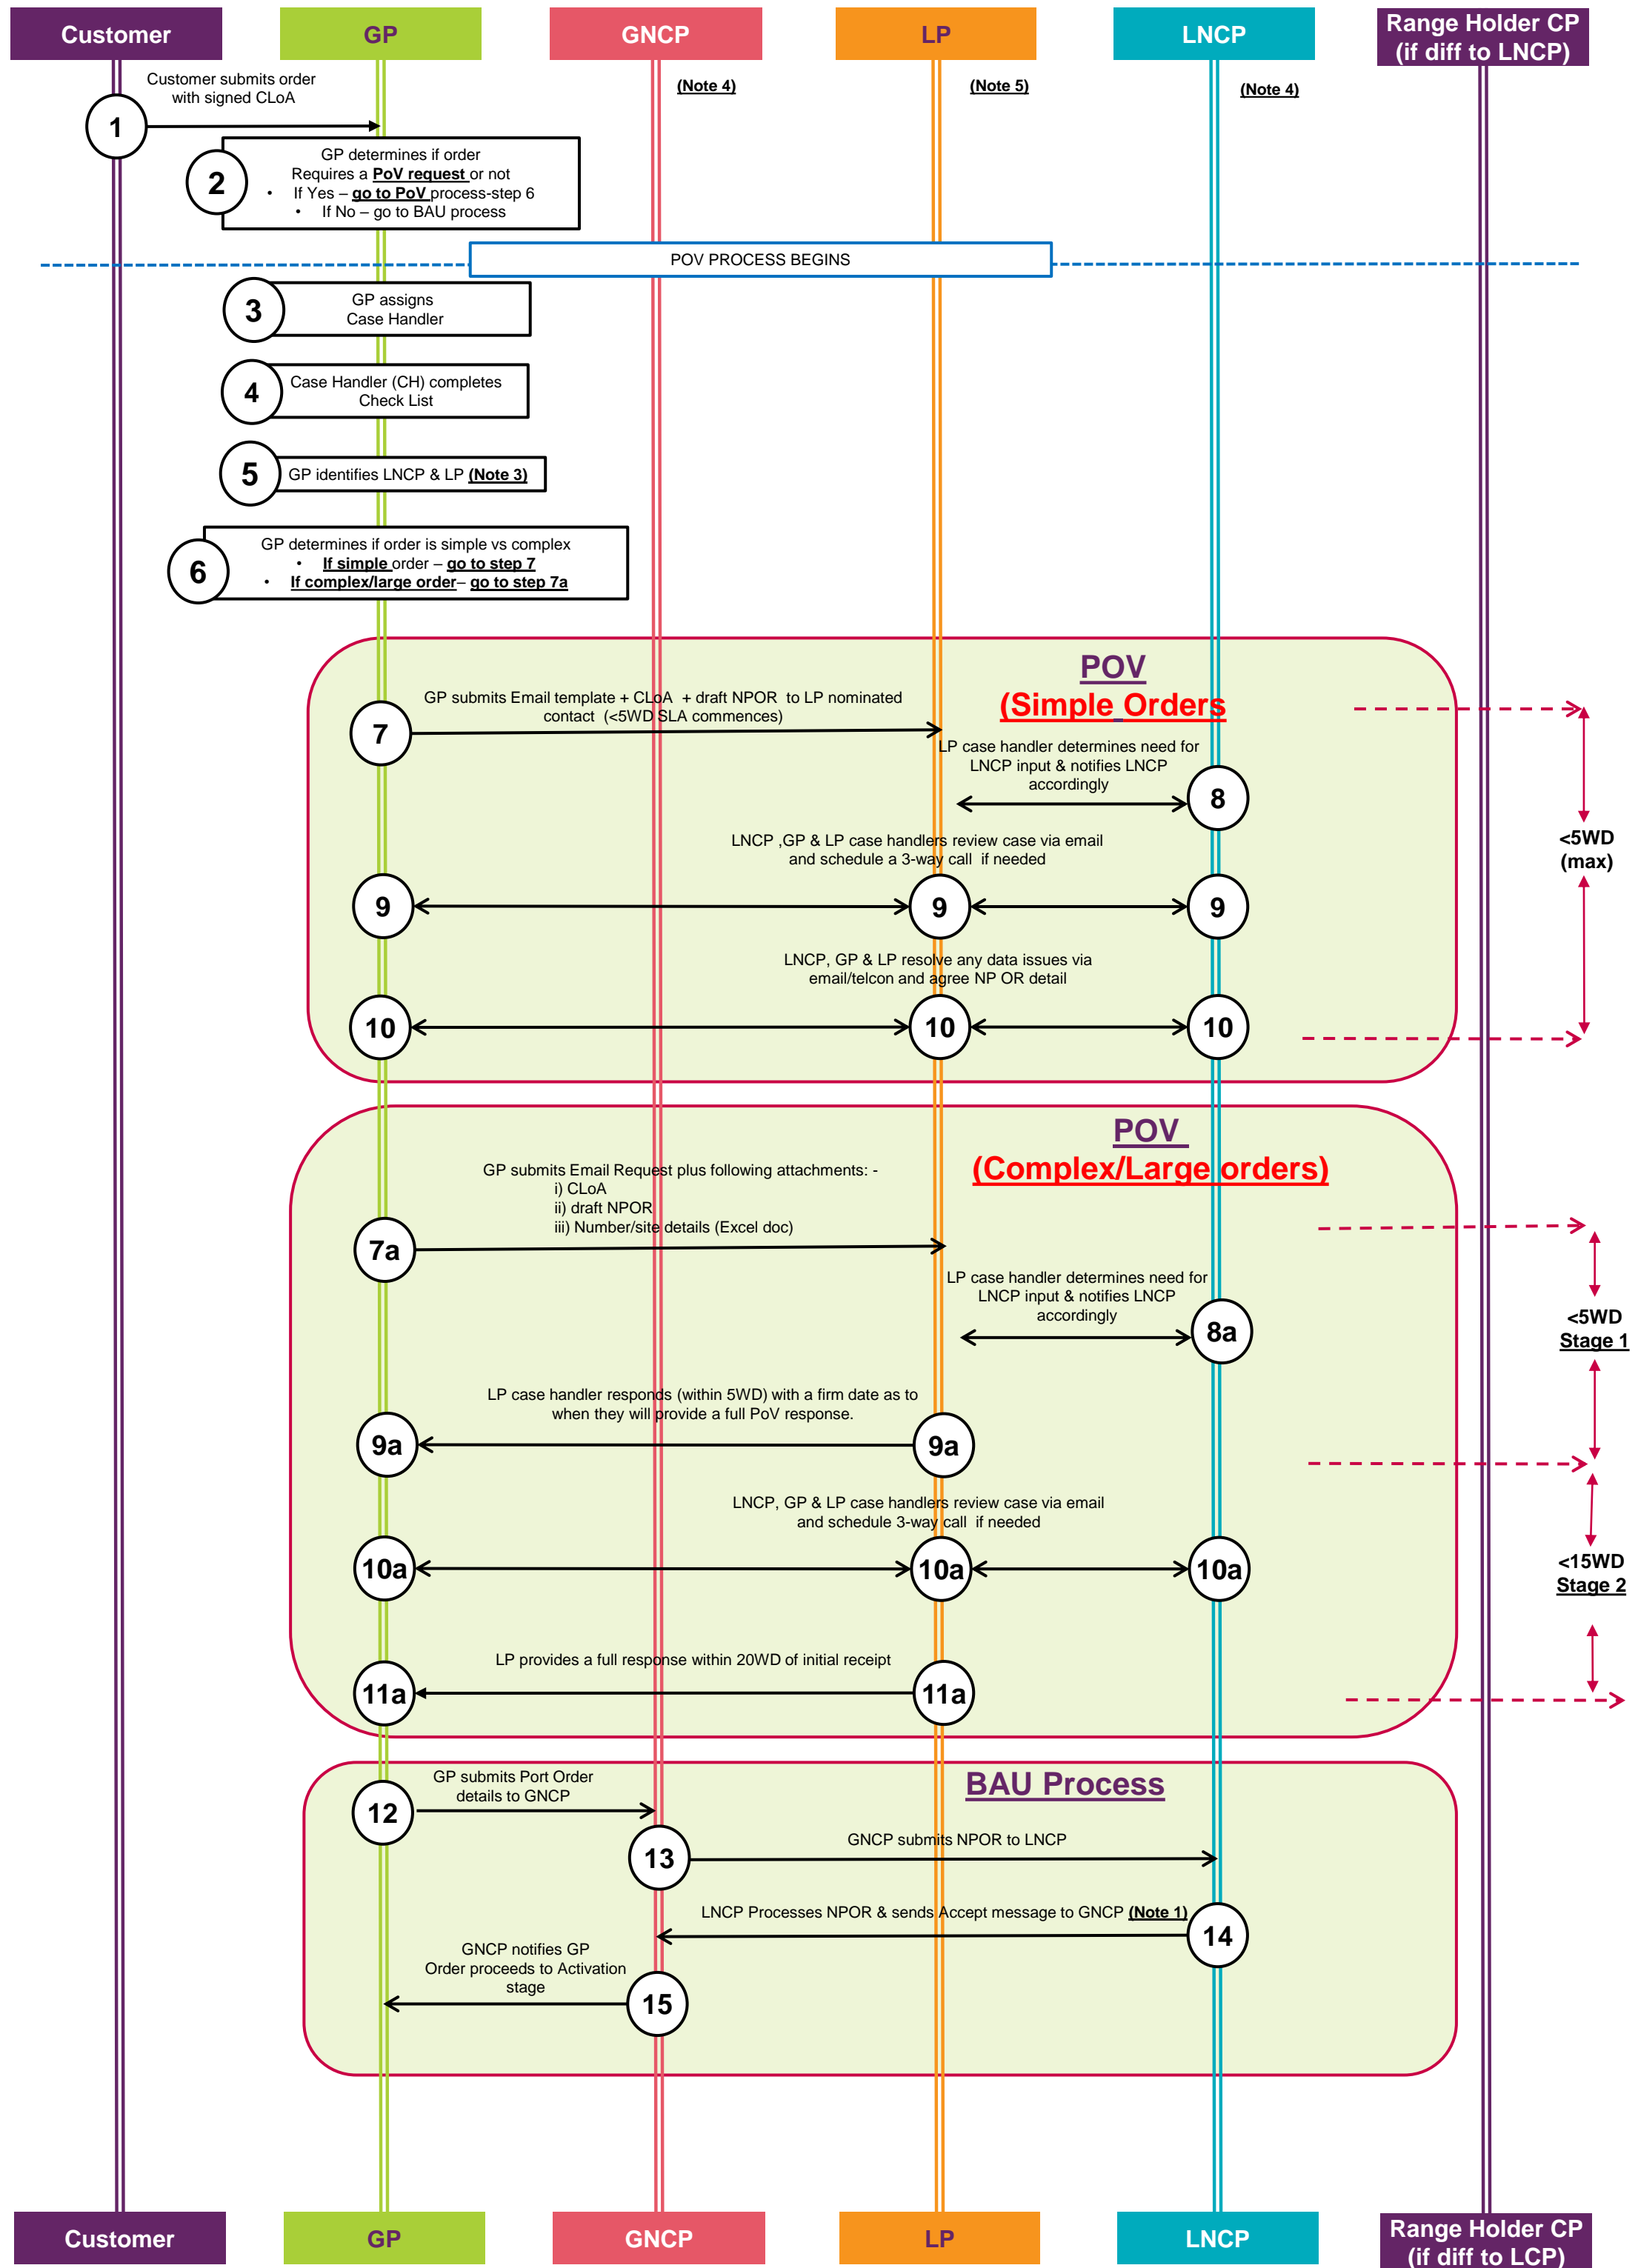 Customer
GP
GNCP
LP
LNCP
Range Holder CP
(if diff to LNCP)
(Note 4)
(Note 5)
(Note 4)
Customer submits order
with signed CLoA
1
2
GP determines if order
Requires a PoV request or not
• If Yes – go to PoV process-step 6
• If No – go to BAU process
POV PROCESS BEGINS
3
GP assigns
Case Handler
4
Case Handler (CH) completes
Check List
5
GP identifies LNCP & LP (Note 3)
6
GP determines if order is simple vs complex
• If simple order – go to step 7
• If complex/large order– go to step 7a
POV
(Simple Orders
GP submits Email template + CLoA + draft NPOR to LP nominated
contact (<5WD SLA commences)
7
LP case handler determines need for
LNCP input & notifies LNCP
accordingly
8
<5WD
(max)
LNCP ,GP & LP case handlers review case via email
and schedule a 3-way call if needed
9
9
9
LNCP, GP & LP resolve any data issues via
email/telcon and agree NP OR detail
10
10
10
POV
(Complex/Large orders)
GP submits Email Request plus following attachments: -
i) CLoA
ii) draft NPOR
iii) Number/site details (Excel doc)
7a
LP case handler determines need for
LNCP input & notifies LNCP
accordingly
8a
<5WD
Stage 1
LP case handler responds (within 5WD) with a firm date as to
when they will provide a full PoV response.
9a
9a
LNCP, GP & LP case handlers review case via email
and schedule 3-way call if needed
10a
10a
10a
<15WD
Stage 2
LP provides a full response within 20WD of initial receipt
11a
11a
BAU Process
GP submits Port Order
details to GNCP
12
GNCP submits NPOR to LNCP
13
LNCP Processes NPOR & sends Accept message to GNCP (Note 1)
14
GNCP notifies GP
Order proceeds to Activation
stage
15
Customer
GP
GNCP
LP
LNCP
Range Holder CP
(if diff to LCP)